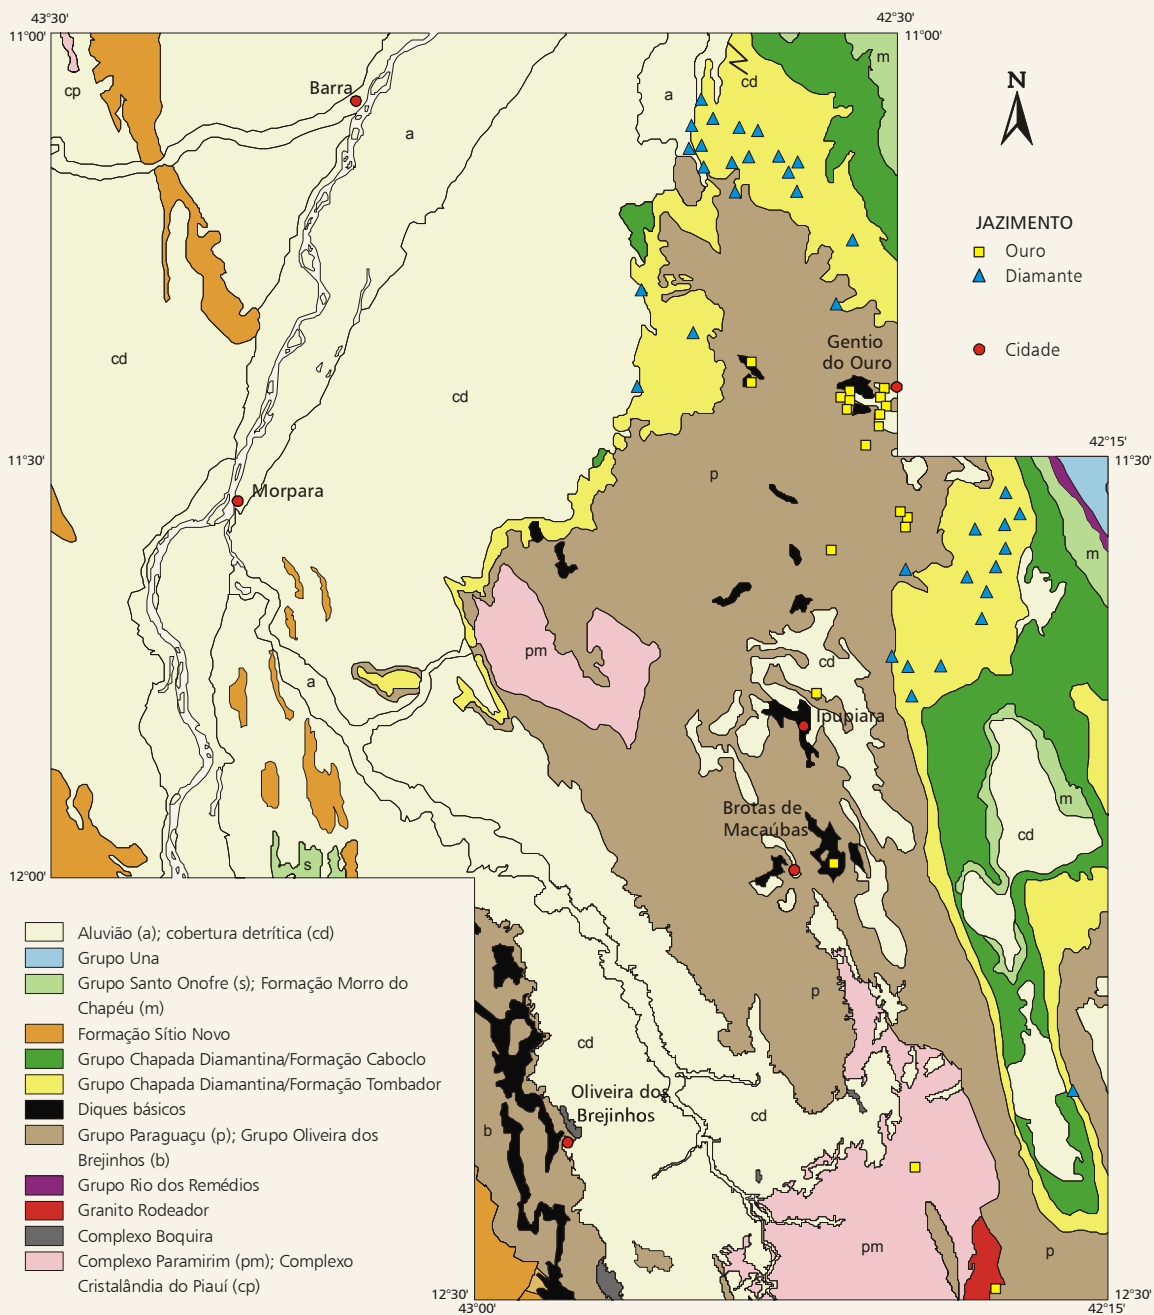 43°30'
42°30'
11°00'
11°00'
m
cd
cp
Barra
a
a
N
JAZIMENTO
Ouro
Diamante
Gentio
do Ouro
Cidade
cd
cd
42°15'
11°30'
11°30'
p
Morpara
m
pm
cd
a
Ipupiara
m
Brotas de
Macaúbas
cd
s
12°00'
Aluvião (a); cobertura detrítica (cd)
Grupo Una
Grupo Santo Onofre (s); Formação Morro do
Chapéu (m)
Formação Sítio Novo
Grupo Chapada Diamantina/Formação Caboclo
Grupo Chapada Diamantina/Formação Tombador
Diques básicos
Grupo Paraguaçu (p); Grupo Oliveira dos
Brejinhos (b)
Grupo Rio dos Remédios
Granito Rodeador
Complexo Boquira
Complexo Paramirim (pm); Complexo
Cristalândia do Piauí (cp)
p
cd
Oliveira dos
Brejinhos
cd
b
pm
p
12°30'
43°00'
12°30'
42°15'